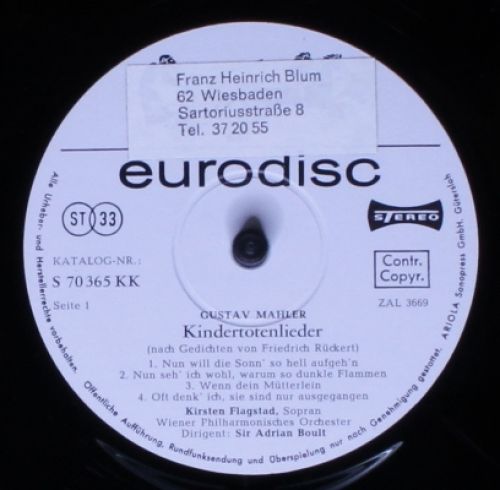 Franz Heinrich Blum
62 Wiesbaden
Sartoriusstraße 8
Tel. 37 20 55
eurodisc
ST 33
STEREO
KATALOG-NR.:
S 70 365 KK
Seite 1
Contr.
Copyr.
ZAL 3669
GUSTAV MAHLER
Kindertotenlieder
(nach Gedichten von Friedrich Rückert)
1. Nun will die Sonn' so hell aufgeh'n
2. Nun seh' ich wohl, warum so dunkle Flammen
3. Wenn dein Mütterlein
4. Oft denk' ich, sie sind nur ausgegangen
Kirsten Flagstad, Sopran
Wiener Philharmonisches Orchester
Dirigent: Sir Adrian Boult
Alle Urheber- und Herstellerrechte vorbehalten. Öffentliche Aufführung, Rundfunksendung und Überspielung nur nach Genehmigung gestattet. ARIOLA Sonopress GmbH. Gütersloh